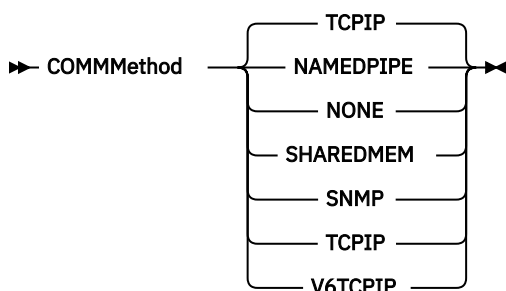 TCPIP
COMMMethod NAMEDPIPE
NONE
SHAREDMEM
SNMP
TCPIP
V6TCPIP